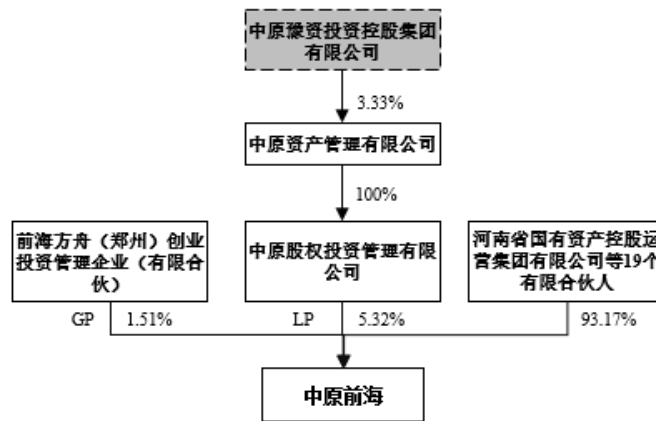 中原豫资投资控股集团
有限公司
3.33%
中原资产管理有限公司
100%
前海方舟（郑州）创业
投资管理企业（有限合
伙）
中原股权投资管理有限
公司
河南省国有资产控股运
营集团有限公司等19个
有限合伙人
GP 1.51%
LP 5.32%
93.17%
中原前海